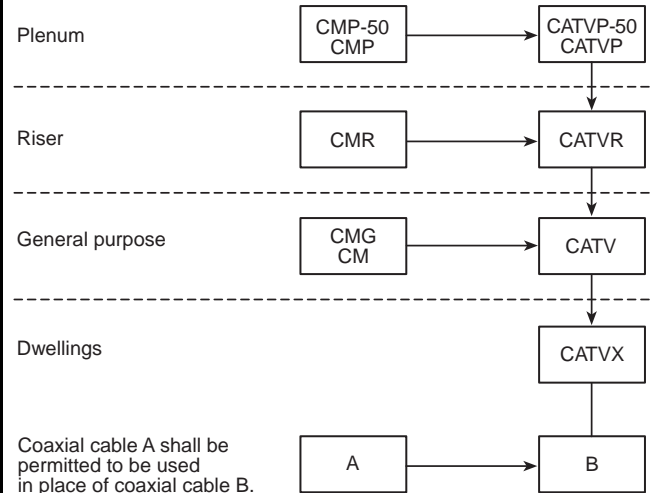 Plenum
CMP-50
CMP
CATVP-50
CATVP
Riser
CMR
CATVR
General purpose
CMG
CM
CATV
Dwellings
CATVX
Coaxial cable A shall be
permitted to be used
in place of coaxial cable B.
A
B